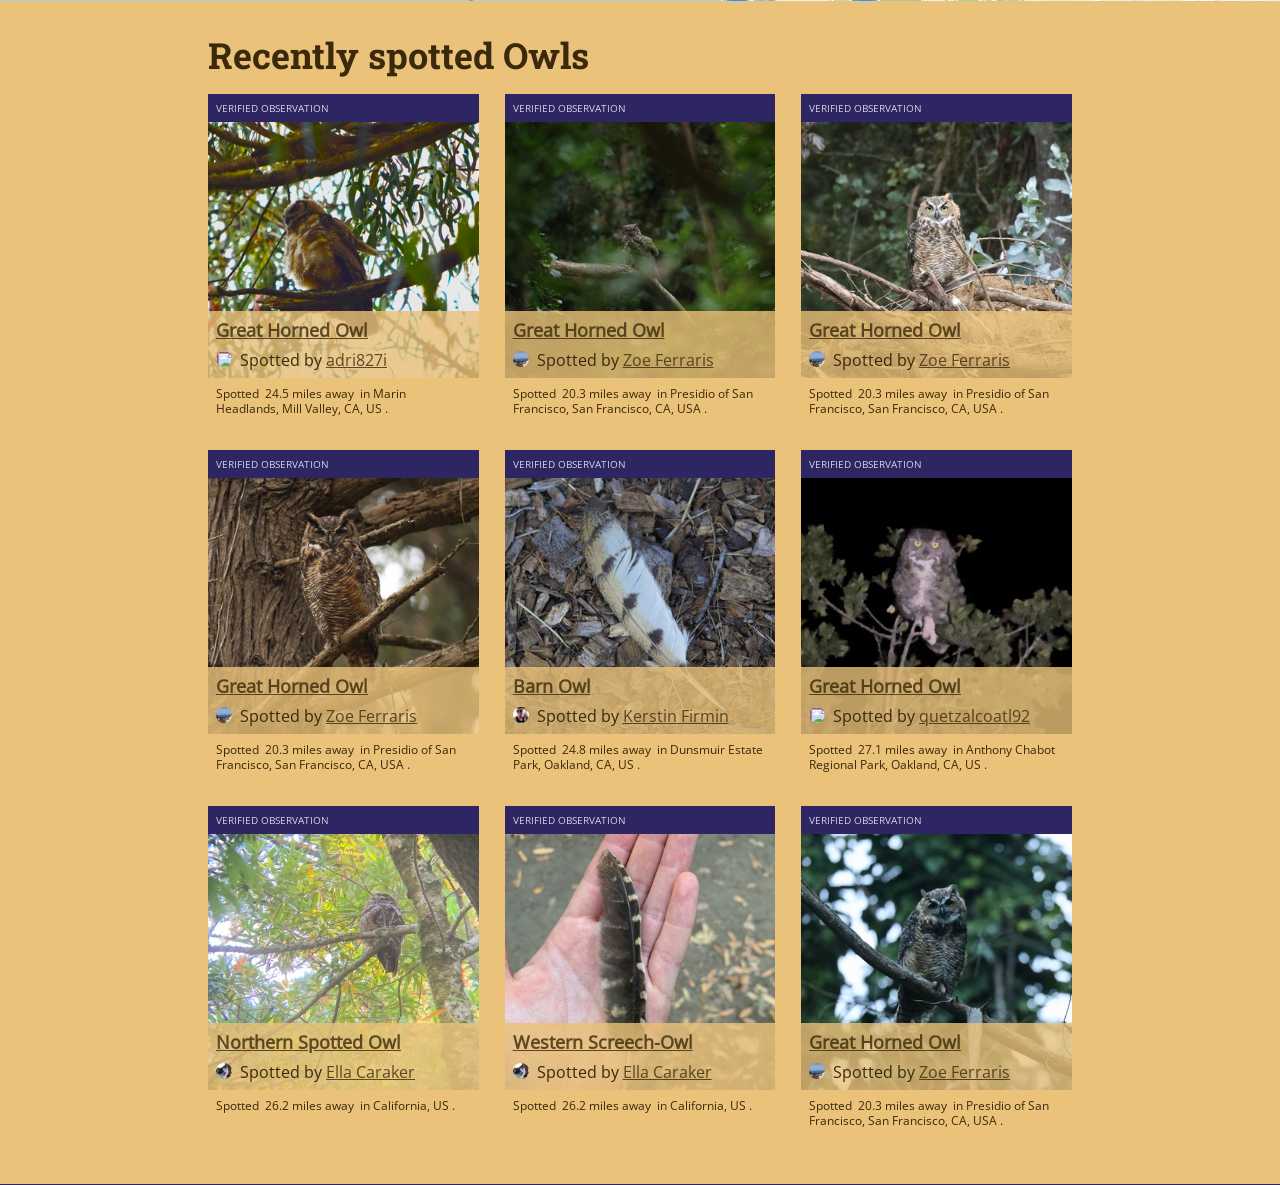 Recently spotted Owls
VERIFIED OBSERVATION
Great Horned Owl
Spotted by adri827i
Spotted 24.5 miles away in Marin
Headlands, Mill Valley, CA, US .
VERIFIED OBSERVATION
Great Horned Owl
Spotted by Zoe Ferraris
Spotted 20.3 miles away in Presidio of San
Francisco, San Francisco, CA, USA .
VERIFIED OBSERVATION
Great Horned Owl
Spotted by Zoe Ferraris
Spotted 20.3 miles away in Presidio of San
Francisco, San Francisco, CA, USA .
VERIFIED OBSERVATION
Great Horned Owl
Spotted by Zoe Ferraris
Spotted 20.3 miles away in Presidio of San
Francisco, San Francisco, CA, USA .
VERIFIED OBSERVATION
Barn Owl
Spotted by Kerstin Firmin
Spotted 24.8 miles away in Dunsmuir Estate
Park, Oakland, CA, US .
VERIFIED OBSERVATION
Great Horned Owl
Spotted by quetzalcoatl92
Spotted 27.1 miles away in Anthony Chabot
Regional Park, Oakland, CA, US .
VERIFIED OBSERVATION
Northern Spotted Owl
Spotted by Ella Caraker
Spotted 26.2 miles away in California, US .
VERIFIED OBSERVATION
Western Screech-Owl
Spotted by Ella Caraker
Spotted 26.2 miles away in California, US .
VERIFIED OBSERVATION
Great Horned Owl
Spotted by Zoe Ferraris
Spotted 20.3 miles away in Presidio of San
Francisco, San Francisco, CA, USA .